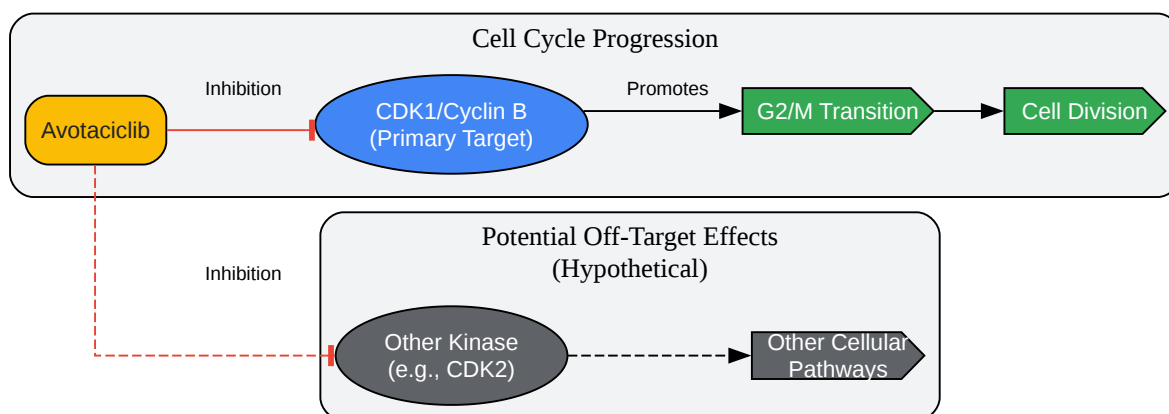 Cell Cycle Progression
Inhibition
Promotes
Avotaciclib
CDK1/Cyclin B
(Primary Target)
G2/M Transition
Cell Division
Potential Off-Target Effects
(Hypothetical)
Inhibition
Other Kinase
(e.g., CDK2)
Other Cellular
Pathways